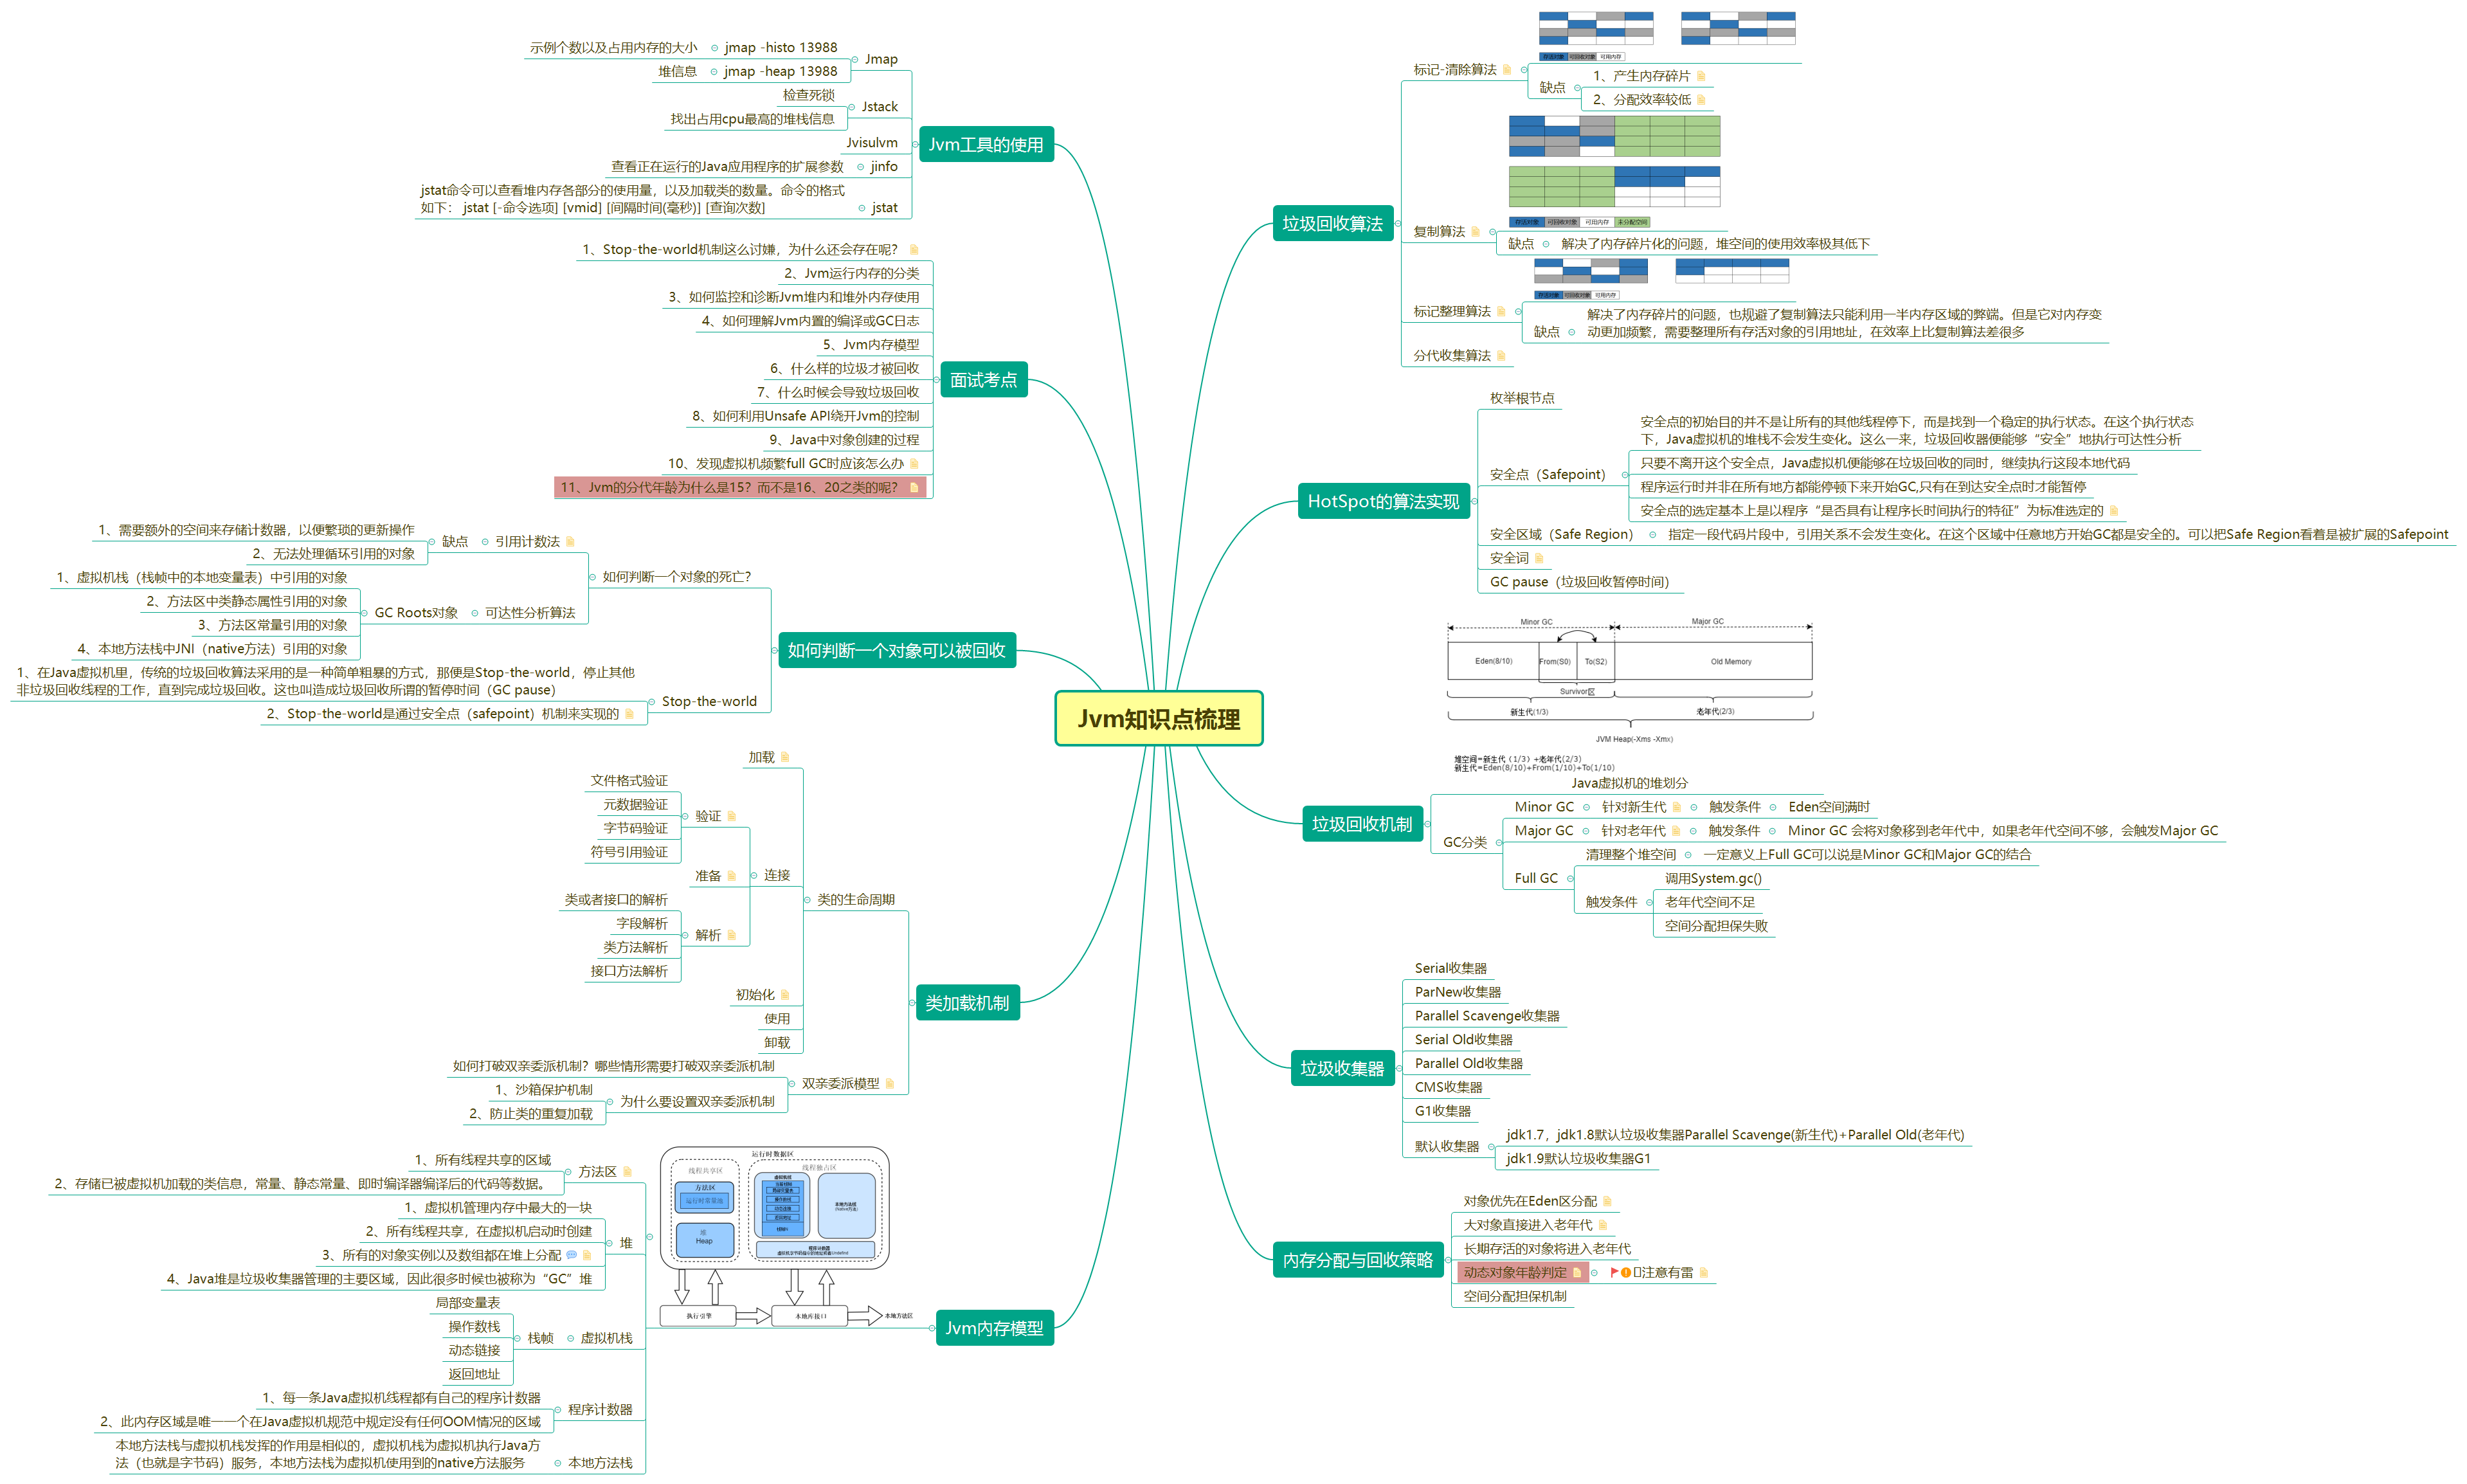 Jvm知识点梳理
Jvm工具的使用
Jmap
jmap -histo 13988
示例个数以及占用内存的大小
jmap -heap 13988
堆信息
Jstack
检查死锁
找出占用cpu最高的堆栈信息
Jvisulvm
jinfo
查看正在运行的Java应用程序的扩展参数
jstat
jstat命令可以查看堆内存各部分的使用量，以及加载类的数量。命令的格式
如下： jstat [-命令选项] [vmid] [间隔时间(毫秒)] [查询次数]
面试考点
1、Stop-the-world机制这么讨嫌，为什么还会存在呢？
2、Jvm运行内存的分类
3、如何监控和诊断Jvm堆内和堆外内存使用
4、如何理解Jvm内置的编译或GC日志
5、Jvm内存模型
6、什么样的垃圾才被回收
7、什么时候会导致垃圾回收
8、如何利用Unsafe API绕开Jvm的控制
9、Java中对象创建的过程
10、发现虚拟机频繁full GC时应该怎么办
11、Jvm的分代年龄为什么是15？而不是16、20之类的呢？
如何判断一个对象可以被回收
如何判断一个对象的死亡？
引用计数法
缺点
1、需要额外的空间来存储计数器，以便繁琐的更新操作
2、无法处理循环引用的对象
可达性分析算法
GC Roots对象
1、虚拟机栈（栈帧中的本地变量表）中引用的对象
2、方法区中类静态属性引用的对象
3、方法区常量引用的对象
4、本地方法栈中JNI（native方法）引用的对象
Stop-the-world
1、在Java虚拟机里，传统的垃圾回收算法采用的是一种简单粗暴的方式，那便是Stop-the-world，停止其他
非垃圾回收线程的工作，直到完成垃圾回收。这也叫造成垃圾回收所谓的暂停时间（GC pause）
2、Stop-the-world是通过安全点（safepoint）机制来实现的
类加载机制
类的生命周期
加载
连接
验证
文件格式验证
元数据验证
字节码验证
符号引用验证
准备
解析
类或者接口的解析
字段解析
类方法解析
接口方法解析
初始化
使用
卸载
双亲委派模型
如何打破双亲委派机制？哪些情形需要打破双亲委派机制
为什么要设置双亲委派机制
1、沙箱保护机制
2、防止类的重复加载
Jvm内存模型
运行时数据区
线程共享区
方法区
运行时常量池
堆
Heap
线程独占区
虚拟机栈
本地方法栈
程序计数器
执行引擎
本地库接口
本地方法区
方法区
1、所有线程共享的区域
2、存储已被虚拟机加载的类信息，常量、静态常量、即时编译器编译后的代码等数据。
堆
1、虚拟机管理内存中最大的一块
2、所有线程共享，在虚拟机启动时创建
3、所有的对象实例以及数组都在堆上分配
4、Java堆是垃圾收集器管理的主要区域，因此很多时候也被称为“GC”堆
虚拟机栈
栈帧
局部变量表
操作数栈
动态链接
返回地址
程序计数器
1、每一条Java虚拟机线程都有自己的程序计数器
2、此内存区域是唯一一个在Java虚拟机规范中规定没有任何OOM情况的区域
本地方法栈
本地方法栈与虚拟机栈发挥的作用是相似的，虚拟机栈为虚拟机执行Java方
法（也就是字节码）服务，本地方法栈为虚拟机使用到的native方法服务
垃圾回收算法
标记-清除算法
存活对象 可回收对象 可用内存
缺点
1、产生内存碎片
2、分配效率较低
复制算法
存活对象 可回收对象 可用内存 未分配空间
缺点
解决了内存碎片化的问题，堆空间的使用效率极其低下
标记整理算法
存活对象 可回收对象 可用内存
缺点
解决了内存碎片的问题，也规避了复制算法只能利用一半内存区域的弊端。但是它对内存变
动更加频繁，需要整理所有存活对象的引用地址，在效率上比复制算法差很多
分代收集算法
HotSpot的算法实现
枚举根节点
安全点（Safepoint）
安全点的初始目的并不是让所有的其他线程停下，而是找到一个稳定的执行状态。在这个执行状态
下，Java虚拟机的堆栈不会发生变化。这么一来，垃圾回收器便能够“安全”地执行可达性分析
只要不离开这个安全点，Java虚拟机便能够在垃圾回收的同时，继续执行这段本地代码
程序运行时并非在所有地方都能停顿下来开始GC,只有在到达安全点时才能暂停
安全点的选定基本上是以程序“是否具有让程序长时间执行的特征”为标准选定的
安全区域（Safe Region）
指定一段代码片段中，引用关系不会发生变化。在这个区域中任意地方开始GC都是安全的。可以把Safe Region看着是被扩展的Safepoint
安全词
GC pause（垃圾回收暂停时间）
垃圾回收机制
Minor GC
Major GC
Eden(8/10)
From(S0)
To(S2)
Old Memory
Survivor区
新生代(1/3)
老年代(2/3)
JVM Heap(-Xms -Xmx)
堆空间=新生代（1/3）+老年代(2/3)
新生代=Eden(8/10)+From(1/10)+To(1/10)
Java虚拟机的堆划分
GC分类
Minor GC
针对新生代
触发条件
Eden空间满时
Major GC
针对老年代
触发条件
Minor GC 会将对象移到老年代中，如果老年代空间不够，会触发Major GC
Full GC
清理整个堆空间
一定意义上Full GC可以说是Minor GC和Major GC的结合
触发条件
调用System.gc()
老年代空间不足
空间分配担保失败
垃圾收集器
Serial收集器
ParNew收集器
Parallel Scavenge收集器
Serial Old收集器
Parallel Old收集器
CMS收集器
G1收集器
默认收集器
jdk1.7，jdk1.8默认垃圾收集器Parallel Scavenge(新生代)+Parallel Old(老年代)
jdk1.9默认垃圾收集器G1
内存分配与回收策略
对象优先在Eden区分配
大对象直接进入老年代
长期存活的对象将进入老年代
动态对象年龄判定
注意有雷
空间分配担保机制